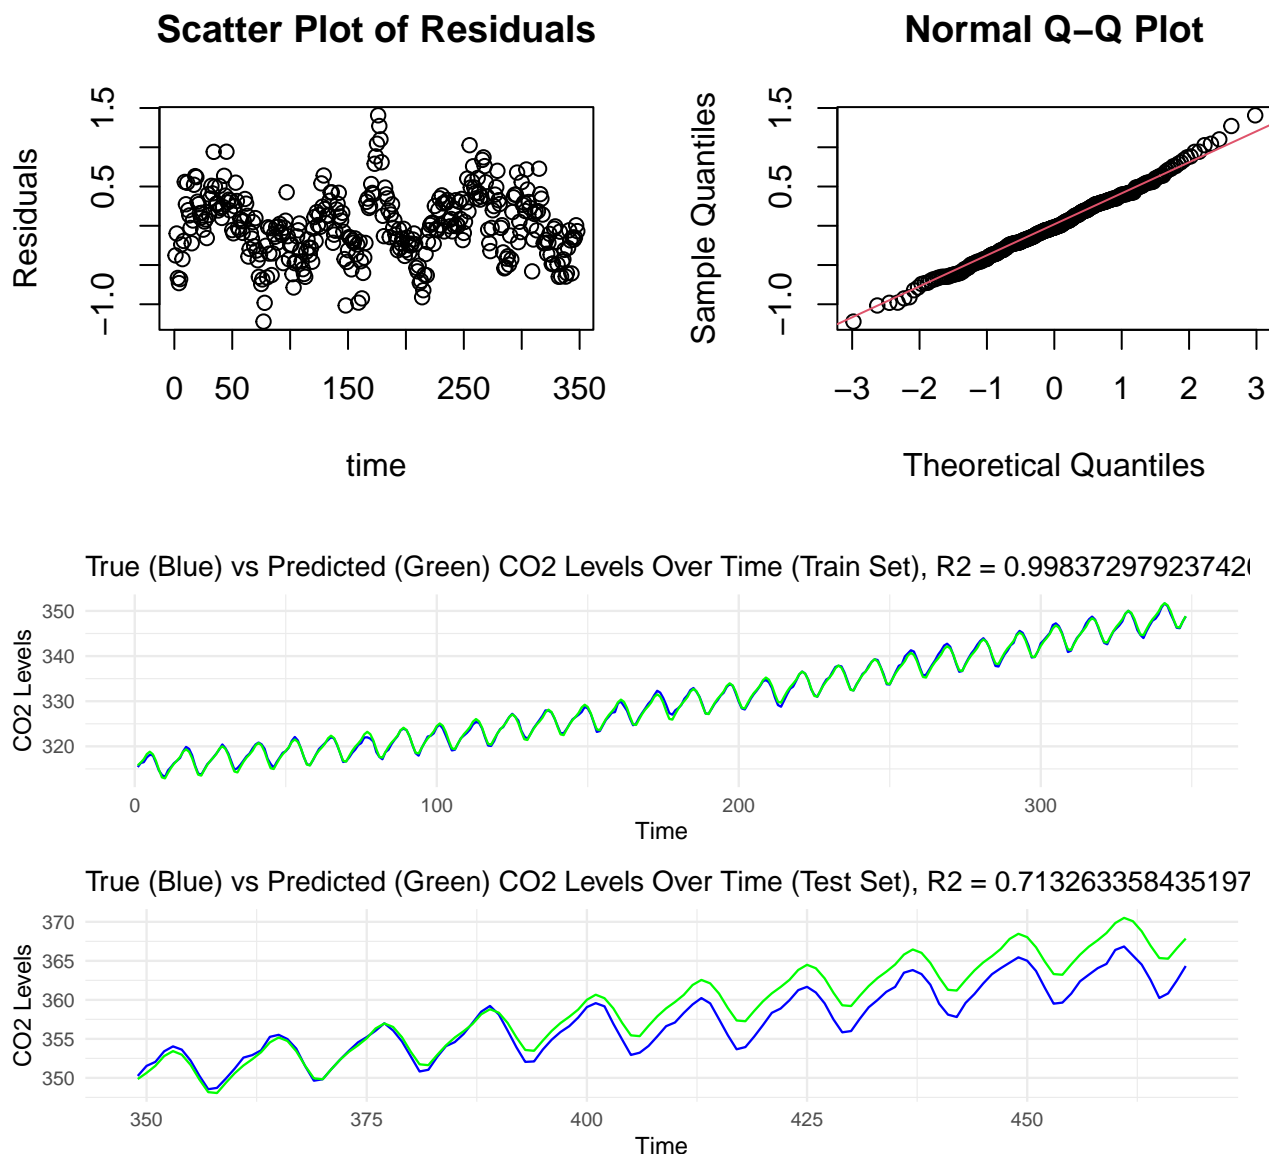 Scatter Plot of Residuals
Residuals
1.5
0.5
−1.0
0 50 150 250 350
time
Normal Q−Q Plot
Sample Quantiles
1.5
0.5
−1.0
−3 −2 −1 0 1 2 3
Theoretical Quantiles
True (Blue) vs Predicted (Green) CO2 Levels Over Time (Train Set), R2 = 0.99837297923742
CO2 Levels
350
340
330
320
0 100 200 300
Time
True (Blue) vs Predicted (Green) CO2 Levels Over Time (Test Set), R2 = 0.713263358435197
CO2 Levels
370
365
360
355
350
350 375 400 425 450
Time